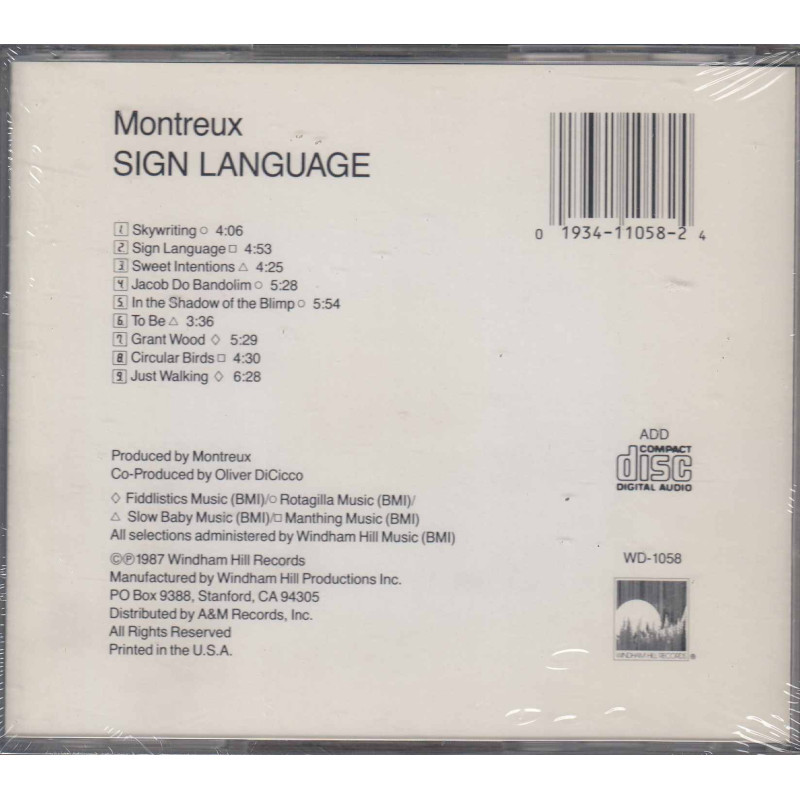 Montreux
SIGN LANGUAGE
0 1934-11058-2 4
1 Skywriting ○ 4:06
2 Sign Language □ 4:53
3 Sweet Intentions △ 4:25
4 Jacob Do Bandolim ○ 5:28
5 In the Shadow of the Blimp ○ 5:54
6 To Be △ 3:36
7 Grant Wood ◇ 5:29
8 Circular Birds □ 4:30
9 Just Walking ◇ 6:28
ADD
COMPACT
disc
DIGITAL AUDIO
Produced by Montreux
Co-Produced by Oliver DiCicco
◇ Fiddlistics Music (BMI)/○ Rotagilla Music (BMI)/
△ Slow Baby Music (BMI)/□ Manthing Music (BMI)
All selections administered by Windham Hill Music (BMI)
©℗1987 Windham Hill Records
Manufactured by Windham Hill Productions Inc.
PO Box 9388, Stanford, CA 94305
Distributed by A&M Records, Inc.
All Rights Reserved
Printed in the U.S.A.
WD-1058
WINDHAM HILL RECORDS ®